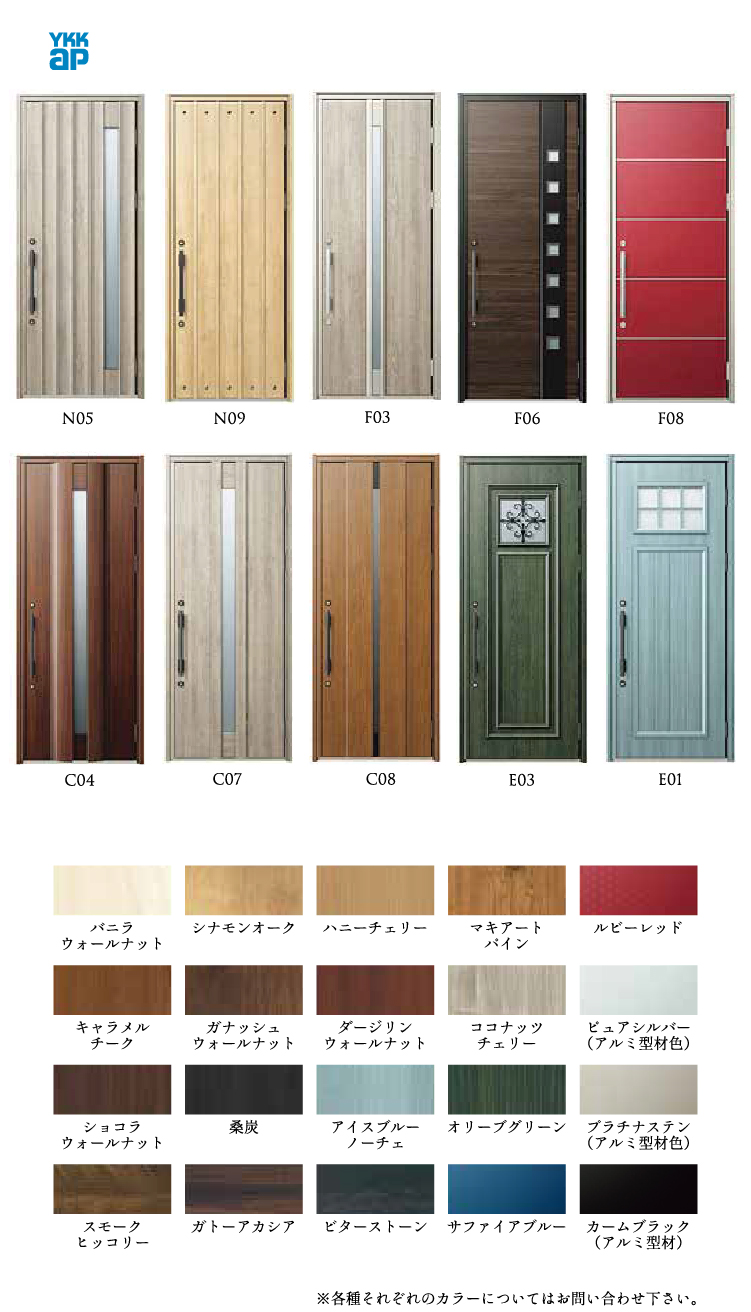 YKK
ap
N05
N09
F03
F06
F08
C04
C07
C08
E03
E01
バニラ
ウォールナット
シナモンオーク
ハニーチェリー
マキアート
パイン
ルビーレッド
キャラメル
チーク
ガナッシュ
ウォールナット
ダージリン
ウォールナット
ココナッツ
チェリー
ピュアシルバー
(アルミ型材色)
ショコラ
ウォールナット
桑炭
アイスブルー
ノーチェ
オリーブグリーン
プラチナステン
(アルミ型材色)
スモーク
ヒッコリー
ガトーアカシア
ビターストーン
サファイアブルー
カームブラック
(アルミ型材)
※各種それぞれのカラーについてはお問い合わせ下さい。